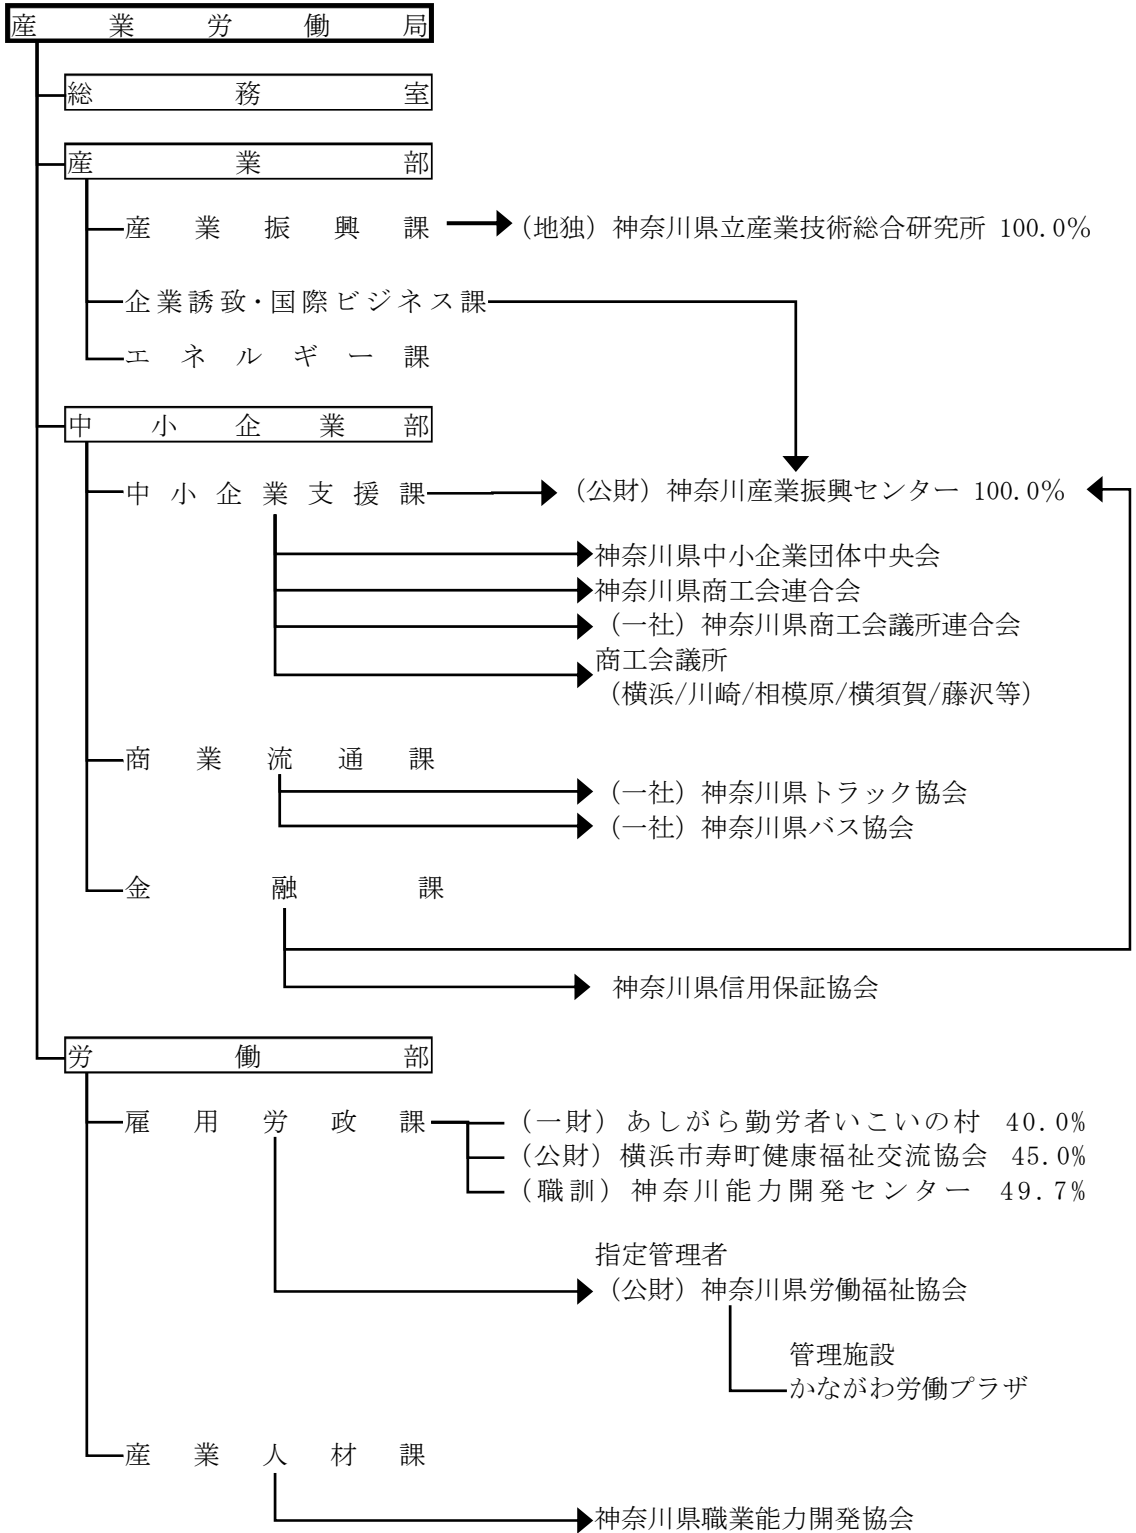 産業労働局
総務室
産業部
産業振興課 （地独）神奈川県立産業技術総合研究所 100.0％
企業誘致・国際ビジネス課
エネルギー課
中小企業部
中小企業支援課 （公財）神奈川産業振興センター 100.0％
神奈川県中小企業団体中央会
神奈川県商工会連合会
（一社）神奈川県商工会議所連合会
商工会議所
（横浜/川崎/相模原/横須賀/藤沢等）
商業流通課
（一社）神奈川県トラック協会
（一社）神奈川県バス協会
金融課
神奈川県信用保証協会
労働部
雇用労政課 （一財）あしがら勤労者いこいの村 40.0%
（公財）横浜市寿町健康福祉交流協会 45.0%
（職訓）神奈川能力開発センター 49.7%
指定管理者
（公財）神奈川県労働福祉協会
管理施設
かながわ労働プラザ
産業人材課
神奈川県職業能力開発協会